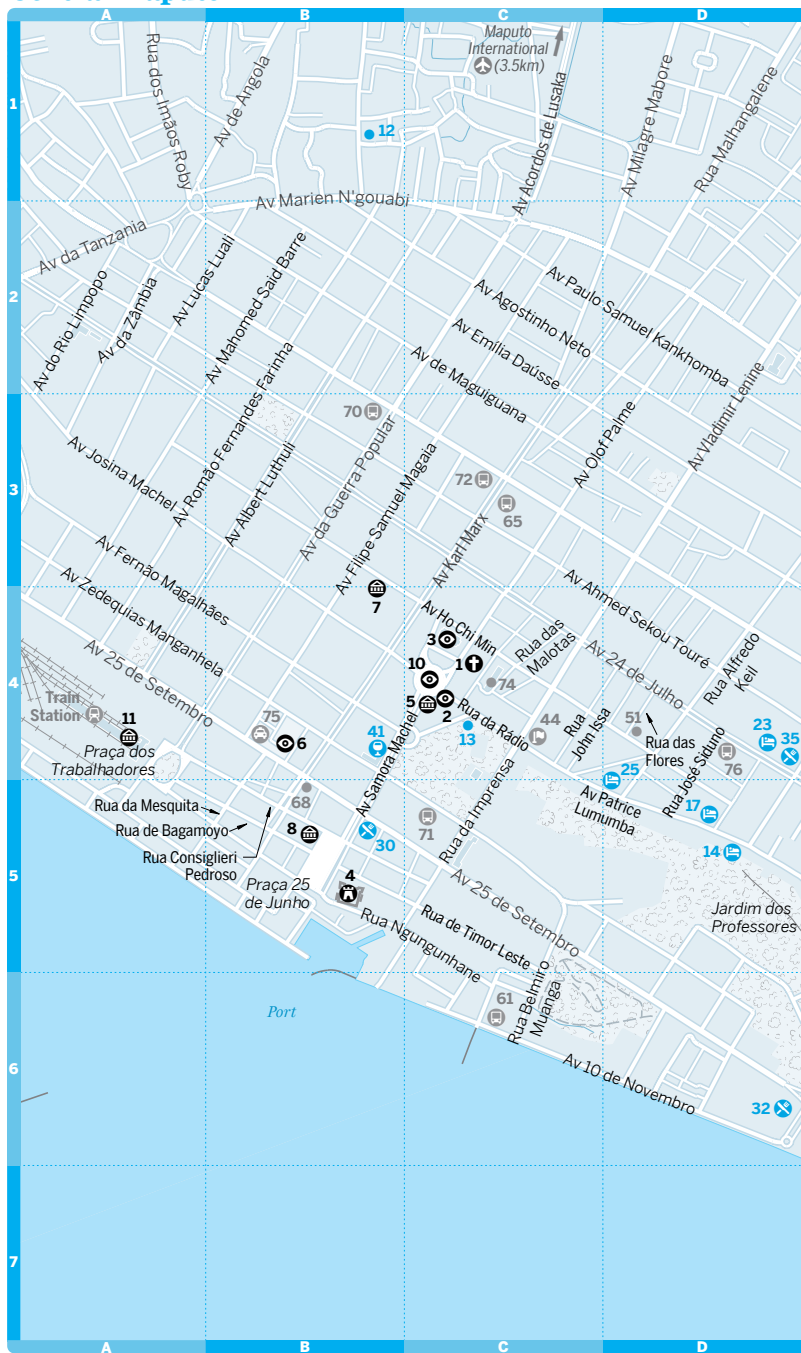 A
B
C
D
1
Maputo
International
(3.5km)
Rua dos Imãos Roby
Av de Angola
12
Av Acordos de Lusaka
Av Milagre Mabore
Rua Malhangalene
Av Marien N'gouabi
2
Av da Tanzania
Av do Rio Limpopo
Av da Zâmbia
Av Lucas Luali
Av Mahomed Said Barre
Av Agostinho Neto
Av Paulo Samuel Kankhomba
Av Emília Daússe
Av de Maguiguana
Av Vladimir Lenine
3
70
Av Josina Machel
Av Romão Fernandes Farinha
Av Albert Luthuli
Av da Guerra Popular
Av Filipe Samuel Magaia
72
65
Av Olof Palme
Av Karl Marx
Av Fernão Magalhães
Av Zedequias Manganhela
Av Ahmed Sekou Touré
4
7
Av Ho Chi Min
3
1
10
5
2
74
Rua das
Malotas
Av 24 de Julho
Rua Alfredo
Keil
Av 25 de Setembro
Train
Station
11
Praça dos
Trabalhadores
75
6
41
Av Samora Machel
Rua da Rádio
13
44
Rua
John Issa
51
Rua das
Flores
23
35
76
Rua José Siduno
25
Av Patrice
Lumumba
17
14
5
Rua da Mesquita
Rua de Bagamoyo
Rua Consiglieri
Pedroso
68
8
30
71
Rua da Imprensa
4
Praça 25
de Junho
Av 25 de Setembro
Rua de Timor Leste
Rua Ngungunhane
Jardim dos
Professores
6
Port
61
Rua Belmiro
Muanga
Av 10 de Novembro
32
7
A
B
C
D